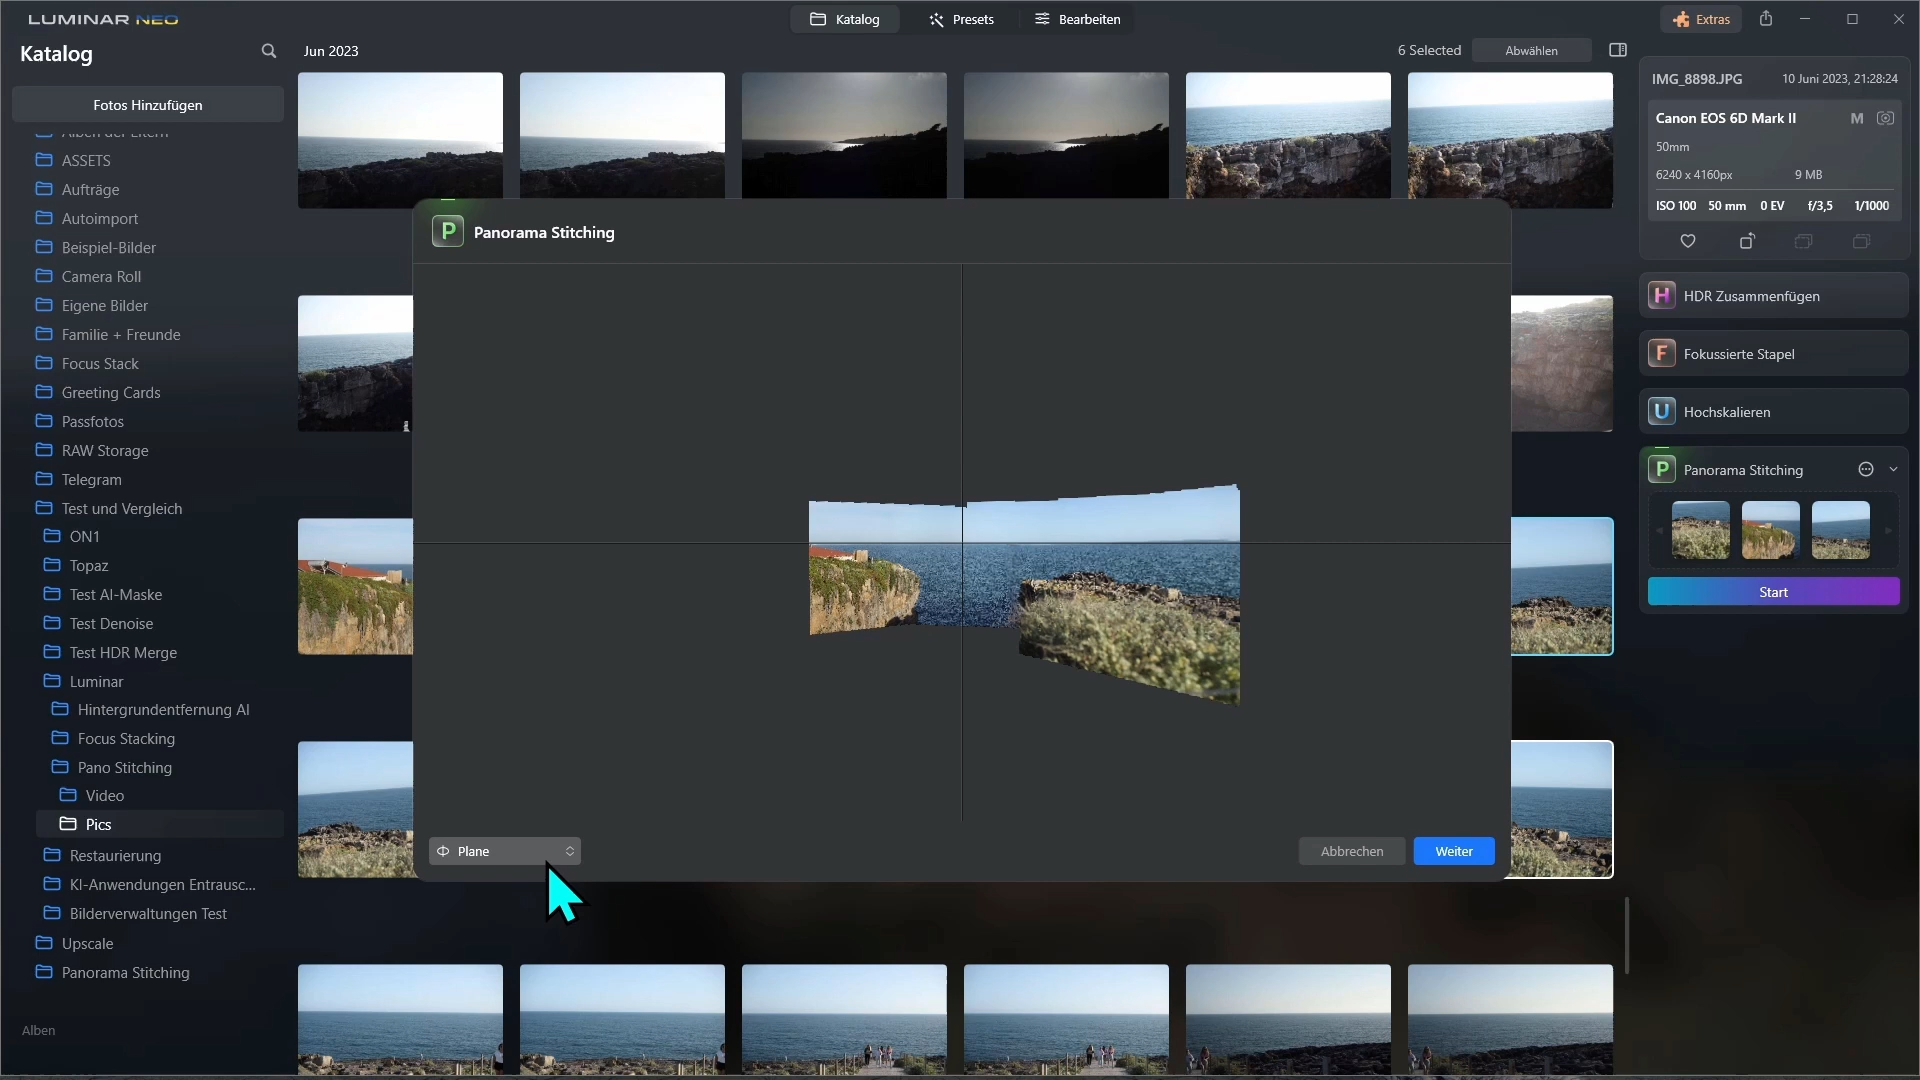 LUMINAR NEO
Katalog
Presets
Bearbeiten
Extras
Katalog
Jun 2023
6 Selected
Abwählen
Fotos Hinzufügen
Alben der Eltern
ASSETS
Aufträge
Autoimport
Beispiel-Bilder
Camera Roll
Eigene Bilder
Familie + Freunde
Focus Stack
Greeting Cards
Passfotos
RAW Storage
Telegram
Test und Vergleich
ON1
Topaz
Test AI-Maske
Test Denoise
Test HDR Merge
Luminar
Hintergrundentfernung AI
Focus Stacking
Pano Stitching
Video
Pics
Restaurierung
KI-Anwendungen Entrausc...
Bilderverwaltungen Test
Upscale
Panorama Stitching
Alben
P Panorama Stitching
Plane
Abbrechen
Weiter
IMG_8898.JPG 10 Juni 2023, 21:28:24
Canon EOS 6D Mark II M
50mm
6240 x 4160px 9 MB
ISO 100 50 mm 0 EV f/3,5 1/1000
H HDR Zusammenfügen
F Fokussierte Stapel
U Hochskalieren
P Panorama Stitching
Start